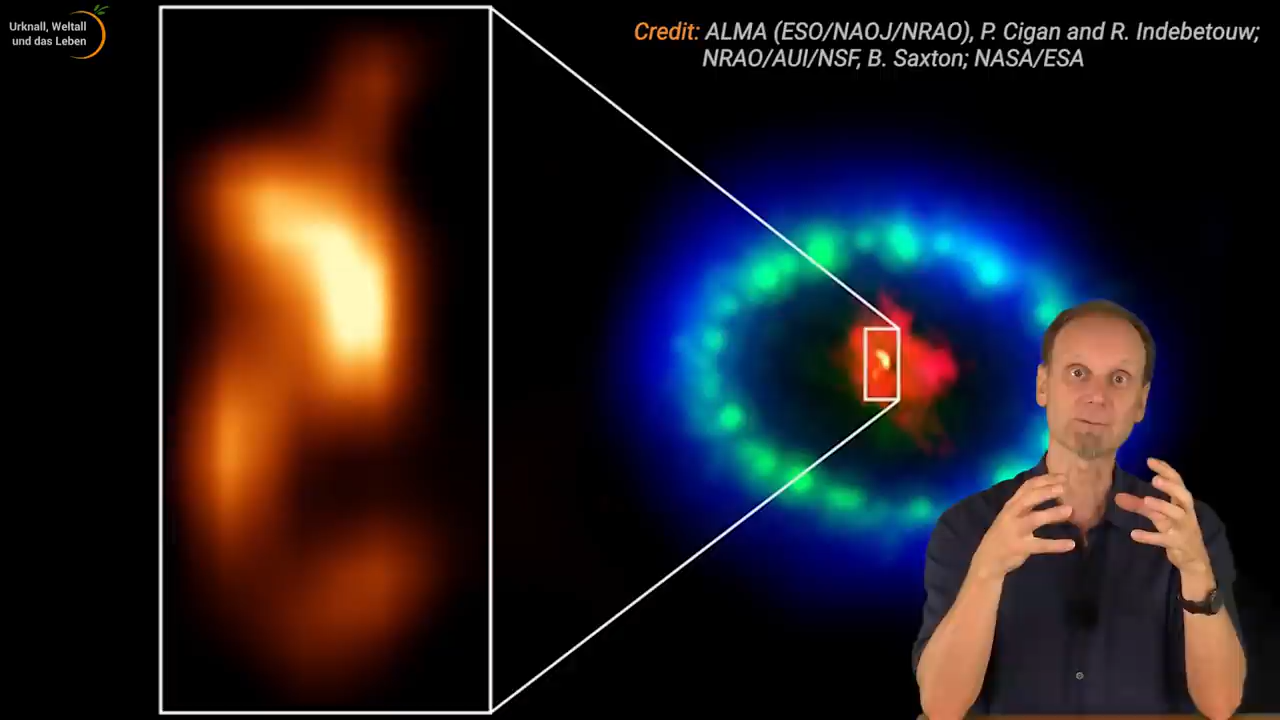 Urknall, Weltall
und das Leben
Credit: ALMA (ESO/NAOJ/NRAO), P. Cigan and R. Indebetouw;
NRAO/AUI/NSF, B. Saxton; NASA/ESA